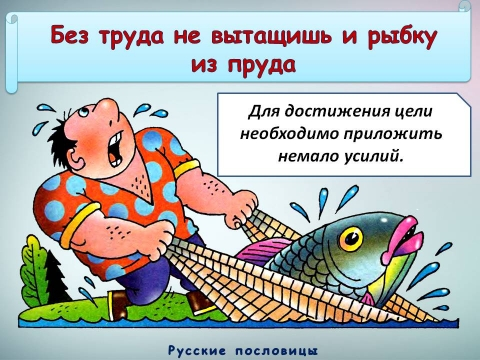 Без труда не вытащишь и рыбку
из пруда
Для достижения цели
необходимо приложить
немало усилий.
Русские пословицы